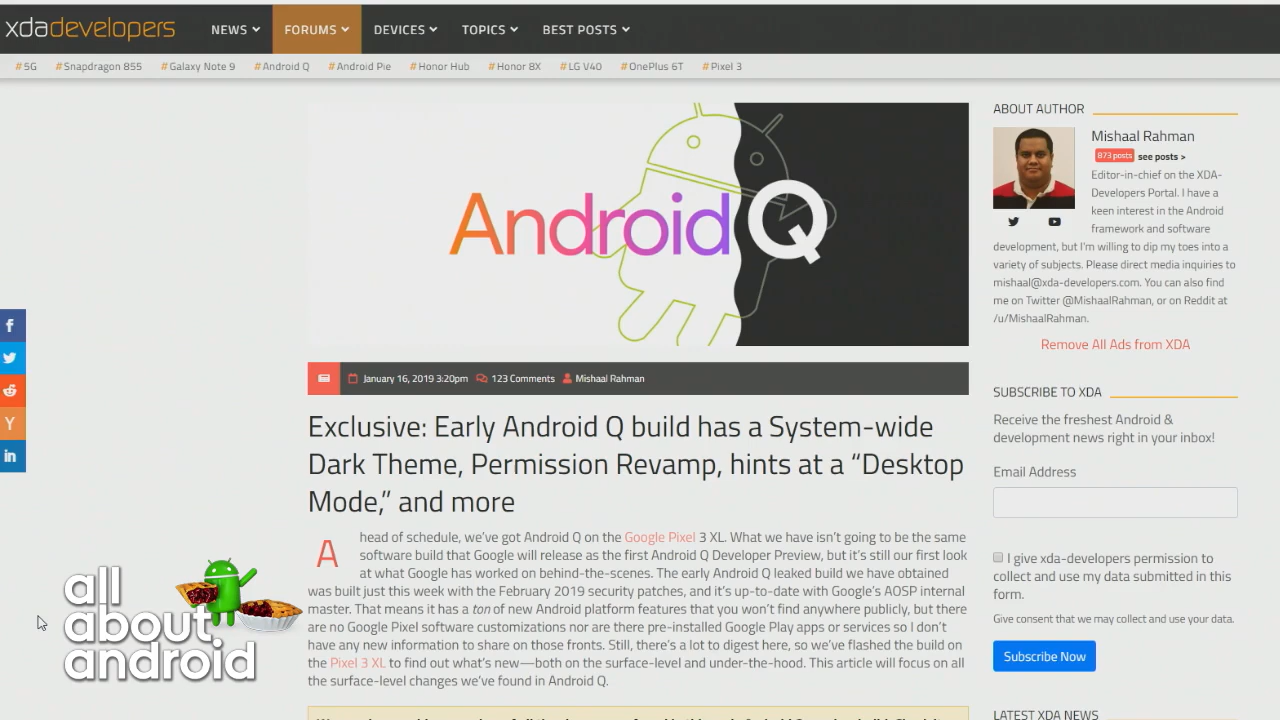 xdadevelopers
NEWS
FORUMS
DEVICES
TOPICS
BEST POSTS
#5G #Snapdragon 855 #Galaxy Note 9 #Android Q #Android Pie #Honor Hub #Honor 8X #LG V40 #OnePlus 6T #Pixel 3
Android Q
January 16, 2019 3:20pm 123 Comments Mishaal Rahman
Exclusive: Early Android Q build has a System-wide
Dark Theme, Permission Revamp, hints at a “Desktop
Mode,” and more
Ahead of schedule, we’ve got Android Q on the Google Pixel 3 XL. What we have isn’t going to be the same
software build that Google will release as the first Android Q Developer Preview, but it’s still our first look
at what Google has worked on behind-the-scenes. The early Android Q leaked build we have obtained
was built just this week with the February 2019 security patches, and it’s up-to-date with Google’s AOSP internal
master. That means it has a ton of new Android platform features that you won’t find anywhere publicly, but there
are no Google Pixel software customizations nor are there pre-installed Google Play apps or services so I don’t
have any new information to share on those fronts. Still, there’s a lot to digest here, so we’ve flashed the build on
the Pixel 3 XL to find out what’s new—both on the surface-level and under-the-hood. This article will focus on all
the surface-level changes we’ve found in Android Q.
ABOUT AUTHOR
Mishaal Rahman
873 posts see posts >
Editor-in-chief on the XDA-
Developers Portal. I have a
keen interest in the Android
framework and software
development, but I’m willing to dip my toes into a
variety of subjects. Please direct media inquiries to
mishaal@xda-developers.com. You can also find
me on Twitter @MishaalRahman, or on Reddit at
/u/MishaalRahman.
Remove All Ads from XDA
SUBSCRIBE TO XDA
Receive the freshest Android &
development news right in your inbox!
Email Address
I give xda-developers permission to
collect and use my data submitted in this
form.
Give consent that we may collect and use your data.
Subscribe Now
LATEST XDA NEWS
all
about
android